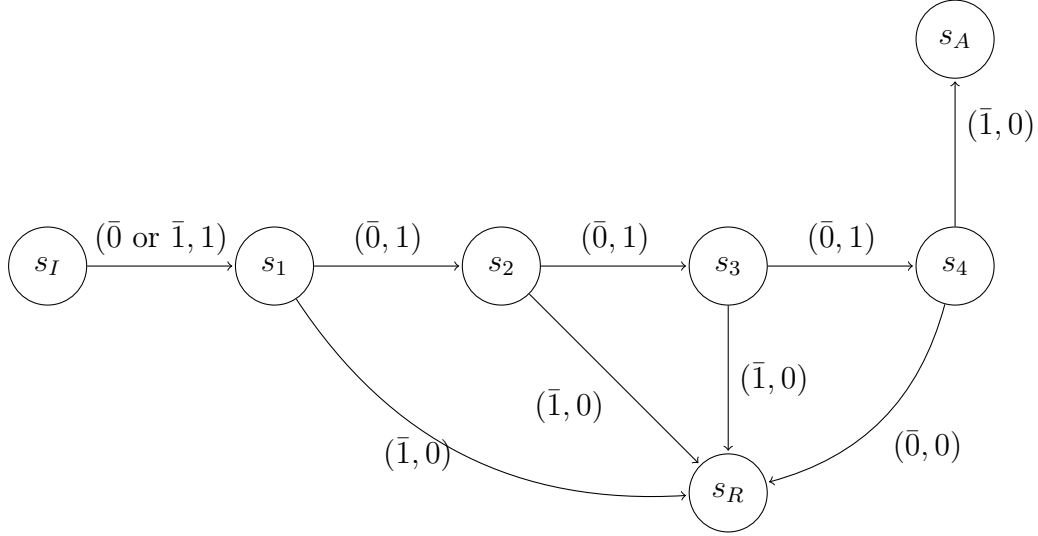 s_A
(1̄, 0)
(0̄ or 1̄, 1)
(0̄, 1)
(0̄, 1)
(0̄, 1)
s_I
s_1
s_2
s_3
s_4
(1̄, 0)
(1̄, 0)
(1̄, 0)
(0̄, 0)
s_R